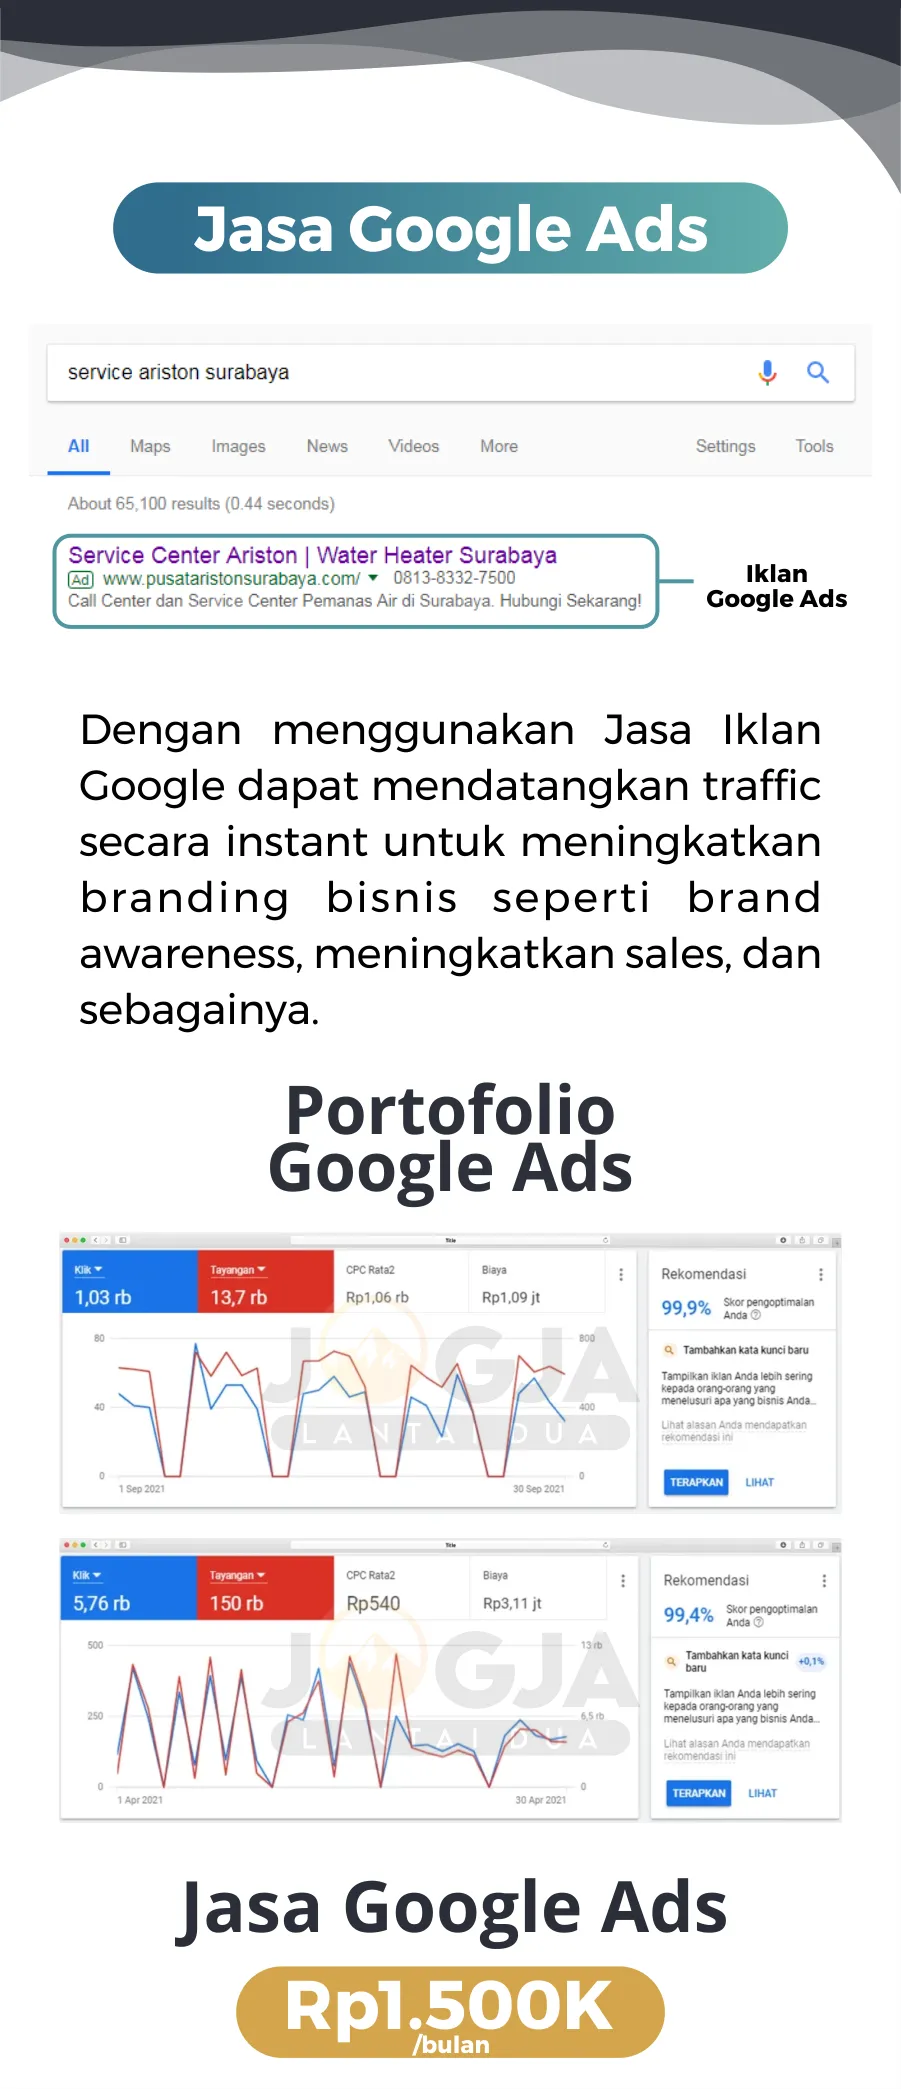 Jasa Google Ads
service ariston surabaya
All Maps Images News Videos More Settings Tools
About 65,100 results (0.44 seconds)
Service Center Ariston | Water Heater Surabaya
Ad www.pusataristonsurabaya.com/ 0813-8332-7500
Call Center dan Service Center Pemanas Air di Surabaya. Hubungi Sekarang!
Iklan
Google Ads
Dengan menggunakan Jasa Iklan
Google dapat mendatangkan traffic
secara instant untuk meningkatkan
branding bisnis seperti brand
awareness, meningkatkan sales, dan
sebagainya.
Portofolio
Google Ads
Title
Klik Tayangan CPC Rata2 Biaya
1,03 rb 13,7 rb Rp1,06 rb Rp1,09 jt
80 800
40 400
0 0
1 Sep 2021 30 Sep 2021
JOGJA
LANTAI DUA
Rekomendasi
99,9% Skor pengoptimalan
Anda
Tambahkan kata kunci baru
Tampilkan iklan Anda lebih sering
kepada orang-orang yang
menelusuri apa yang bisnis Anda...
Lihat alasan Anda mendapatkan
rekomendasi ini
TERAPKAN LIHAT
Title
Klik Tayangan CPC Rata2 Biaya
5,76 rb 150 rb Rp540 Rp3,11 jt
500 13 rb
250 6,5 rb
0 0
1 Apr 2021 30 Apr 2021
JOGJA
LANTAI DUA
Rekomendasi
99,4% Skor pengoptimalan
Anda
Tambahkan kata kunci
baru +0,1%
Tampilkan iklan Anda lebih sering
kepada orang-orang yang
menelusuri apa yang bisnis Anda...
Lihat alasan Anda mendapatkan
rekomendasi ini
TERAPKAN LIHAT
Jasa Google Ads
Rp1.500K
/bulan